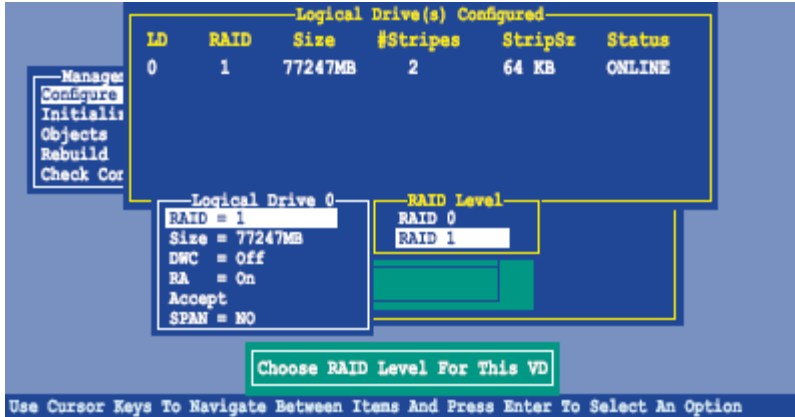 Logical Drive(s) Configured
LD RAID Size #Stripes StripSz Status
0 1 77247MB 2 64 KB ONLINE
Configure
Objects
Rebuild
Check
Logical Drive 0
RAID = 1
Size = 77247MB
DWC = Off
RA = On
Accept
SPAN = NO
RAID Level
RAID 0
RAID 1
Choose RAID Level For This VD
Use Cursor Keys To Navigate Between Items And Press Enter To Select An Option